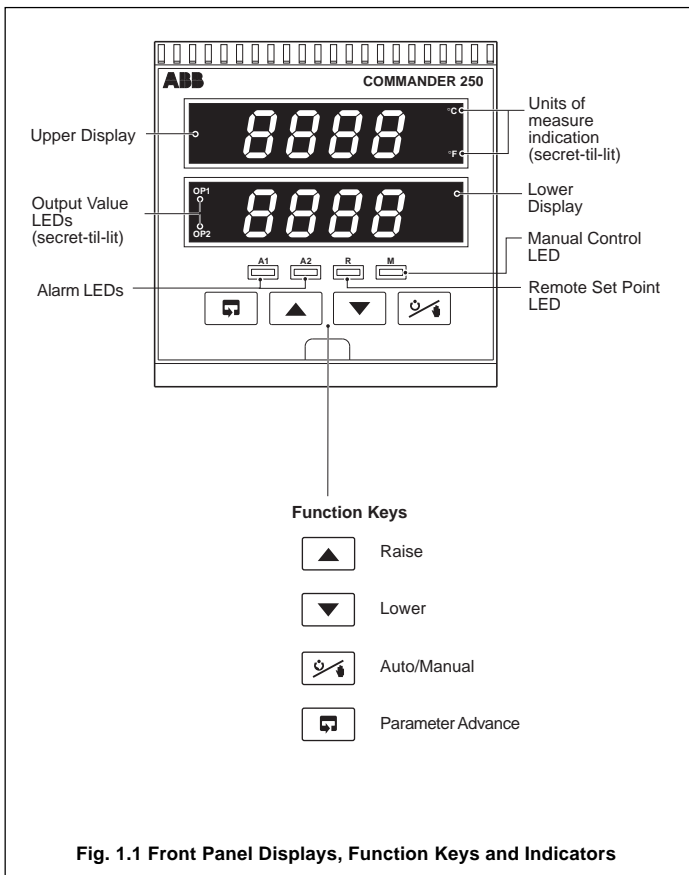 ABB
COMMANDER 250
8888
°C
°F
Upper Display
Units of
measure
indication
(secret-til-lit)
OP1
OP2
8888
Output Value
LEDs
(secret-til-lit)
Lower
Display
Manual Control
LED
A1 A2 R M
Alarm LEDs
Remote Set Point
LED
Function Keys
Raise
Lower
Auto/Manual
Parameter Advance
Fig. 1.1 Front Panel Displays, Function Keys and Indicators